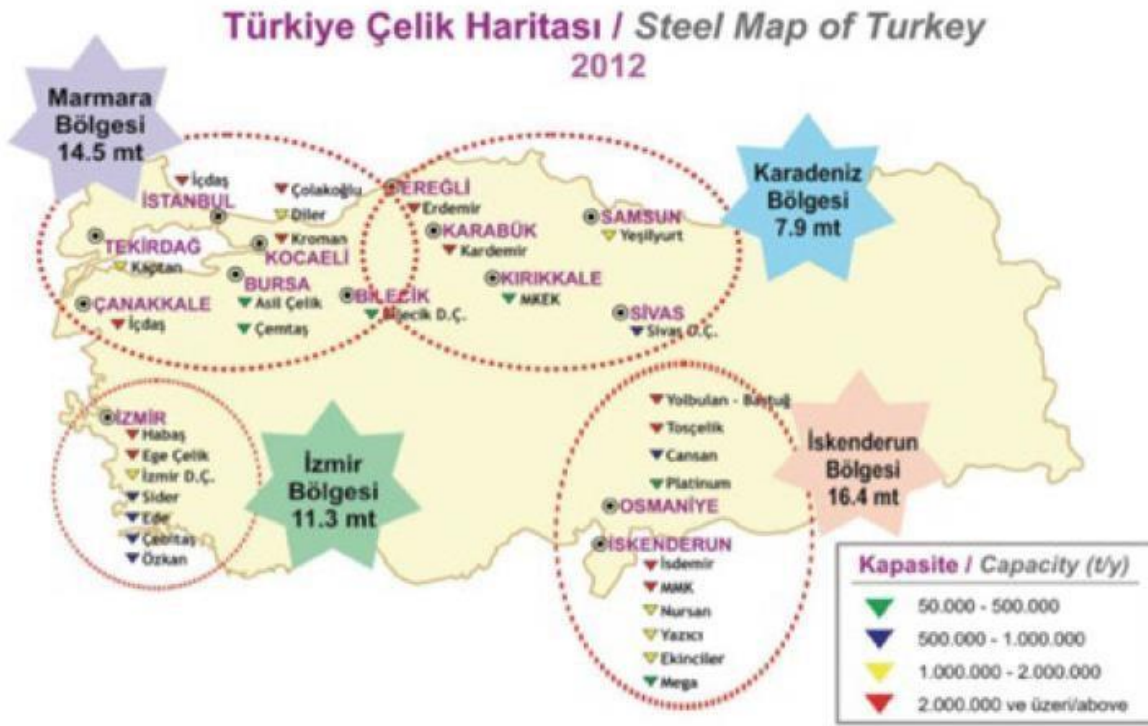 Türkiye Çelik Haritası / Steel Map of Turkey
2012
Marmara
Bölgesi
14.5 mt
Karadeniz
Bölgesi
7.9 mt
İçdaş
İSTANBUL
Çolakoğlu
Diler
Kroman
TEKİRDAĞ
Kaptan
KOCAELİ
BURSA
Asil Çelik
Çemtaş
ÇANAKKALE
İçdaş
BİLECİK
Bilecik D.Ç.
EREĞLİ
Erdemir
KARABÜK
Kardemir
SAMSUN
Yeşilyurt
KIRIKKALE
MKEK
SİVAS
Sivas D.Ç.
İZMİR
Habaş
Ege Çelik
İzmir D.Ç.
Sider
Ede
Çebitaş
Özkan
İzmir
Bölgesi
11.3 mt
Yolbulan - Baştuğ
Tosçelik
Cansan
Platinum
OSMANİYE
İSKENDERUN
İsdemir
MMK
Nursan
Yazıcı
Ekinciler
Mega
İskenderun
Bölgesi
16.4 mt
Kapasite / Capacity (t/y)
50.000 - 500.000
500.000 - 1.000.000
1.000.000 - 2.000.000
2.000.000 ve üzeri/above